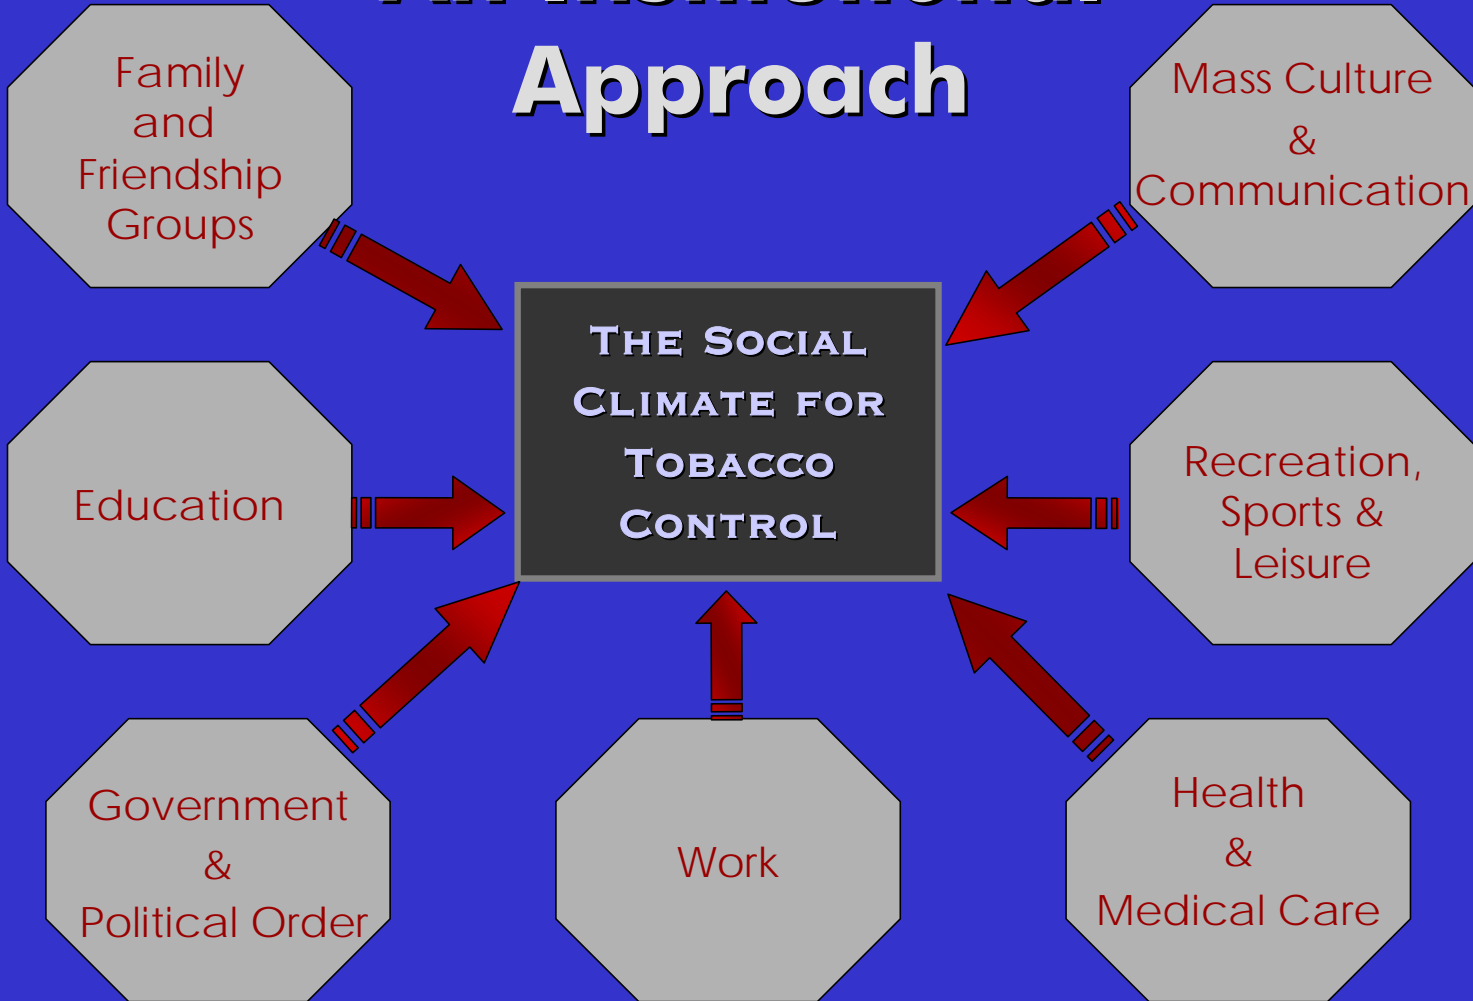 Approach
Family
and
Friendship
Groups
Mass Culture
&
Communication
The Social
Climate for
Tobacco
Control
Education
Recreation,
Sports &
Leisure
Government
&
Political Order
Work
Health
&
Medical Care